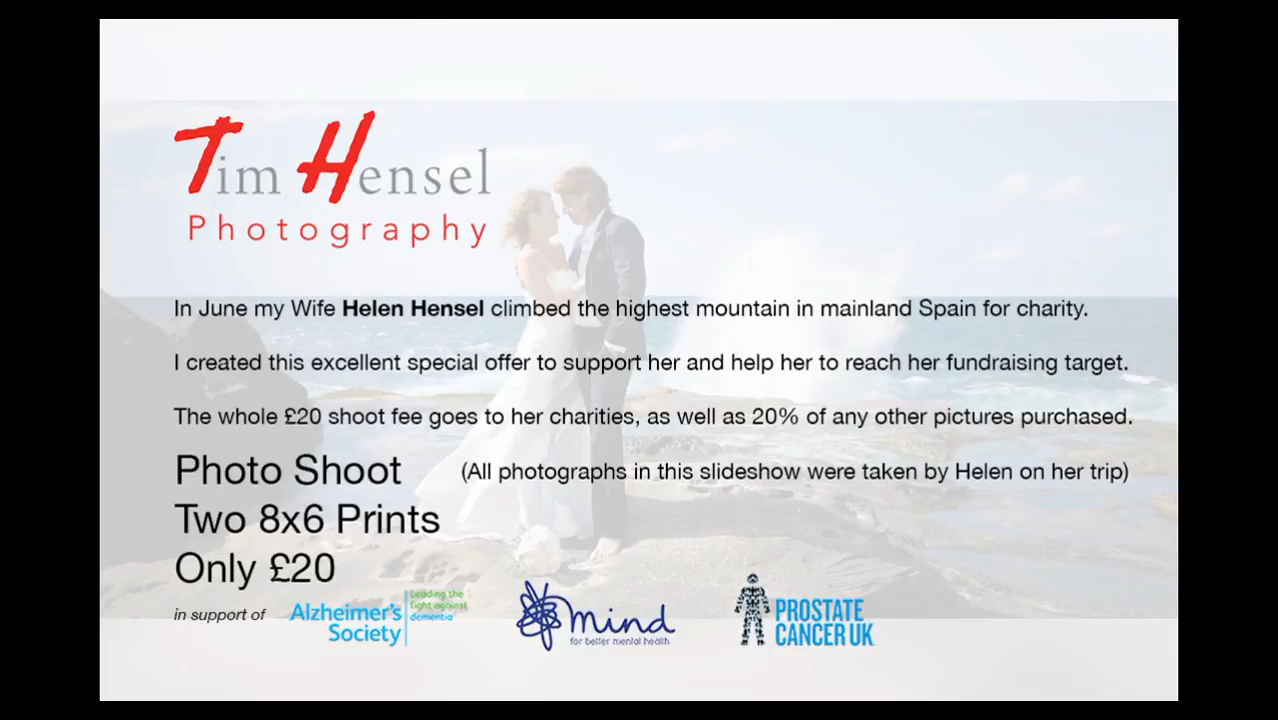 Tim Hensel
Photography
In June my Wife Helen Hensel climbed the highest mountain in mainland Spain for charity.
I created this excellent special offer to support her and help her to reach her fundraising target.
The whole £20 shoot fee goes to her charities, as well as 20% of any other pictures purchased.
(All photographs in this slideshow were taken by Helen on her trip)
Photo Shoot
Two 8x6 Prints
Only £20
in support of
Alzheimer's
Society
Leading the
fight against
dementia
mind
for better mental health
PROSTATE
CANCER UK